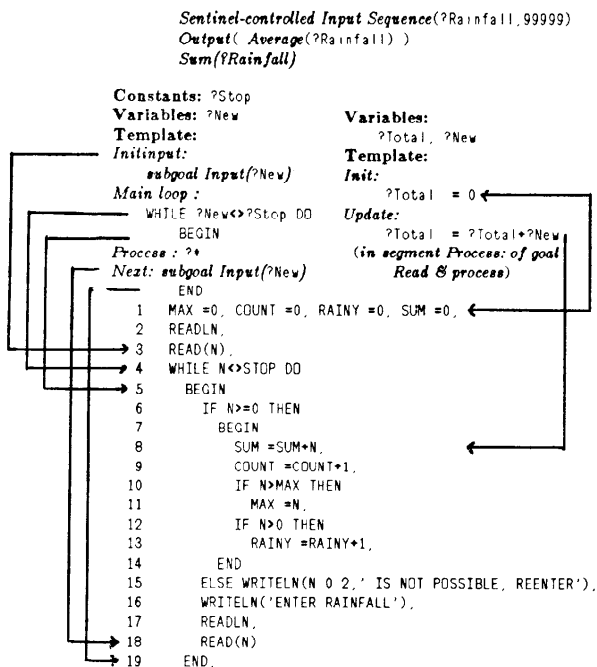 Sentinel-controlled Input Sequence(?Rainfall,99999)
Output( Average(?Rainfall) )
Sum(?Rainfall)
Constants: ?Stop
Variables: ?New
Template:
Initinput:
subgoal Input(?New)
Main loop :
WHILE ?New<>?Stop DO
BEGIN
Process : ?*
Next: subgoal Input(?New)
END
Variables:
?Total, ?New
Template:
Init:
?Total = 0
Update:
?Total = ?Total+?New
(in segment Process: of goal
Read & process)
1 MAX =0, COUNT =0, RAINY =0, SUM =0,
2 READLN,
3 READ(N),
4 WHILE N<>STOP DO
5 BEGIN
6 IF N>=0 THEN
7 BEGIN
8 SUM =SUM+N,
9 COUNT =COUNT+1,
10 IF N>MAX THEN
11 MAX =N,
12 IF N>0 THEN
13 RAINY =RAINY+1,
14 END
15 ELSE WRITELN(N 0 2,' IS NOT POSSIBLE, REENTER'),
16 WRITELN('ENTER RAINFALL'),
17 READLN,
18 READ(N)
19 END,